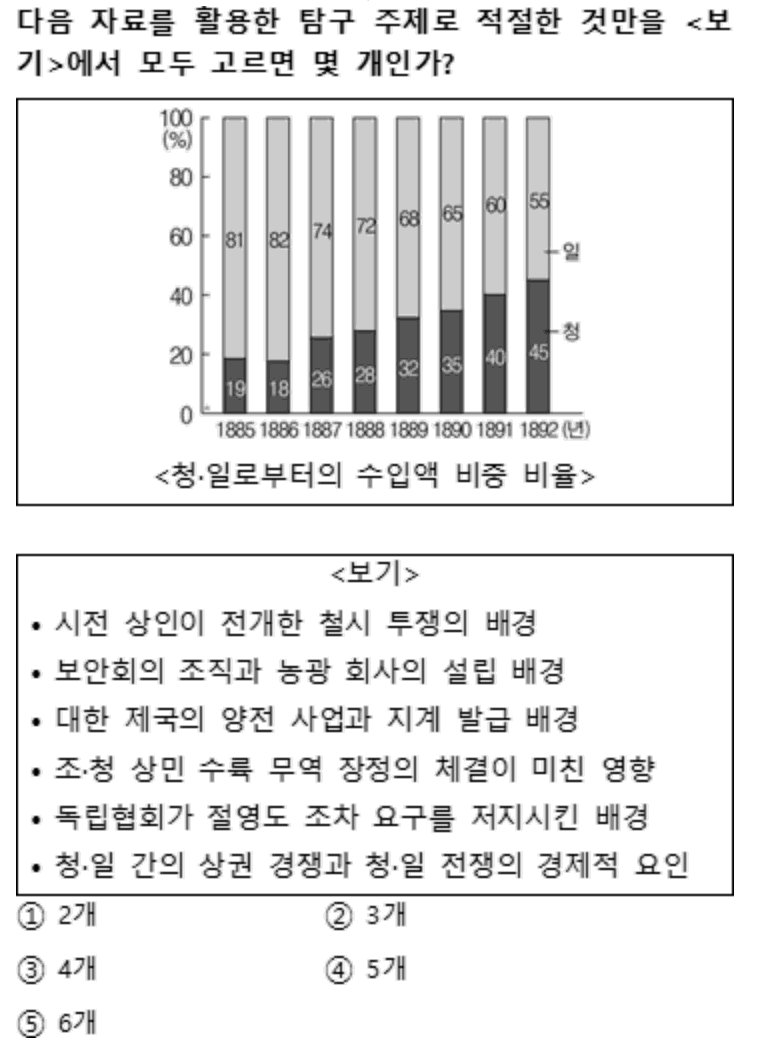 다음 자료를 활용한 탐구 주제로 적절한 것만을 <보
기>에서 모두 고르면 몇 개인가?
100
(%)
80
60
40
20
0
81 82 74 72 68 65 60 55
일
청
19 18 26 28 32 35 40 45
1885 1886 1887 1888 1889 1890 1891 1892 (년)
<청·일로부터의 수입액 비중 비율>
<보기>
• 시전 상인이 전개한 철시 투쟁의 배경
• 보안회의 조직과 농광 회사의 설립 배경
• 대한 제국의 양전 사업과 지계 발급 배경
• 조·청 상민 수륙 무역 장정의 체결이 미친 영향
• 독립협회가 절영도 조차 요구를 저지시킨 배경
• 청·일 간의 상권 경쟁과 청·일 전쟁의 경제적 요인
① 2개 ② 3개
③ 4개 ④ 5개
⑤ 6개